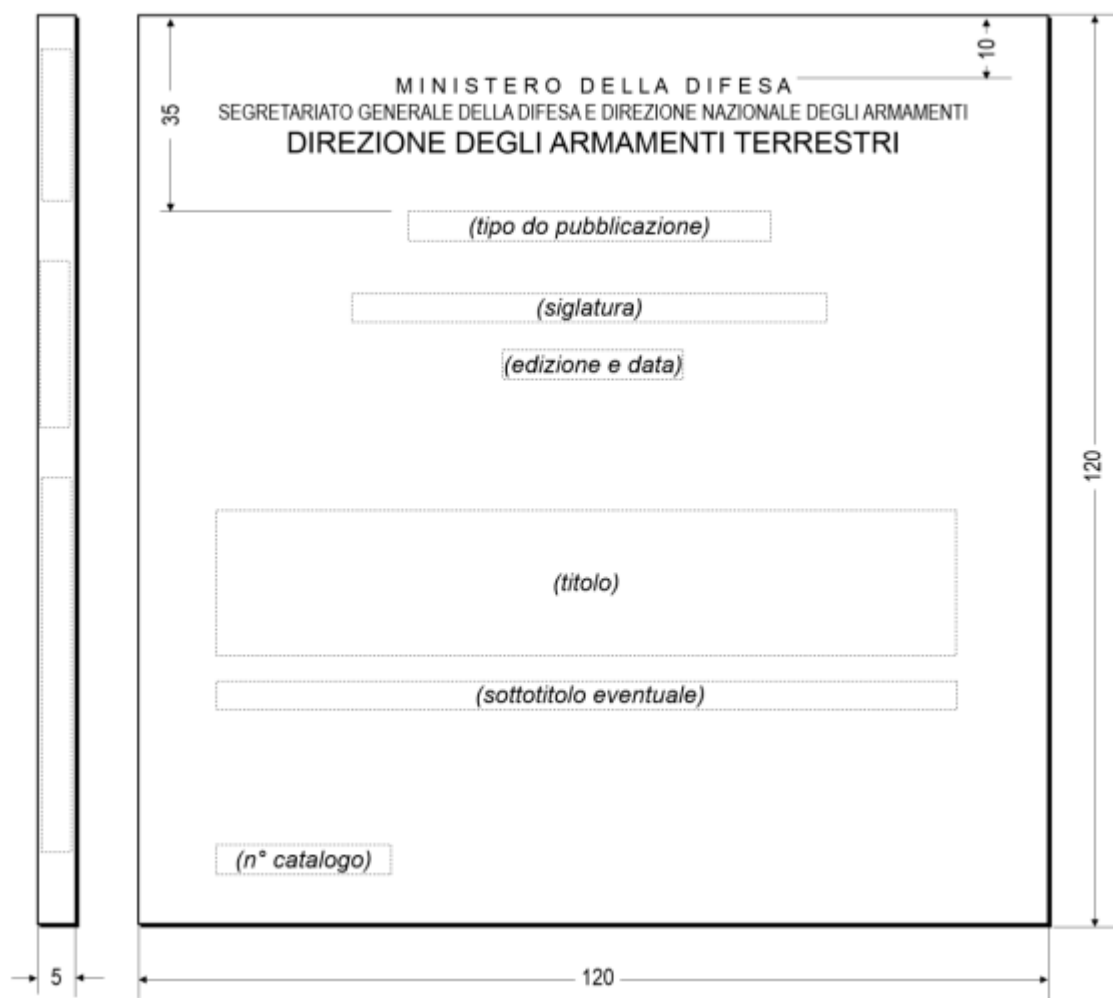 10
35
MINISTERO DELLA DIFESA
SEGRETARIATO GENERALE DELLA DIFESA E DIREZIONE NAZIONALE DEGLI ARMAMENTI
DIREZIONE DEGLI ARMAMENTI TERRESTRI
(tipo do pubblicazione)
(siglatura)
(edizione e data)
120
(titolo)
(sottotitolo eventuale)
(n° catalogo)
5
120